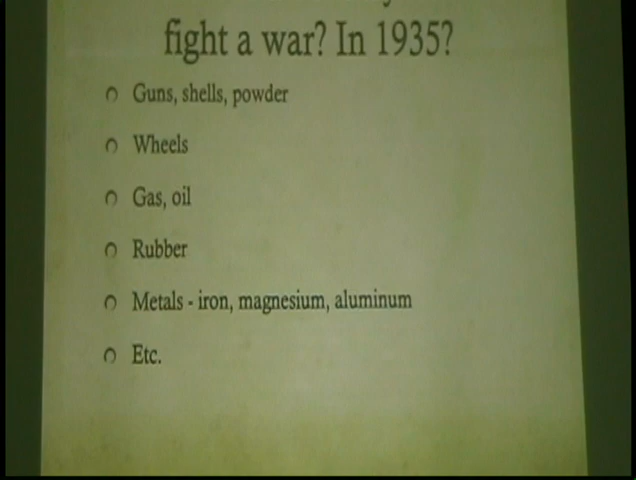 fight a war? In 1935?
Guns, shells, powder
Wheels
Gas, oil
Rubber
Metals - iron, magnesium, aluminum
Etc.